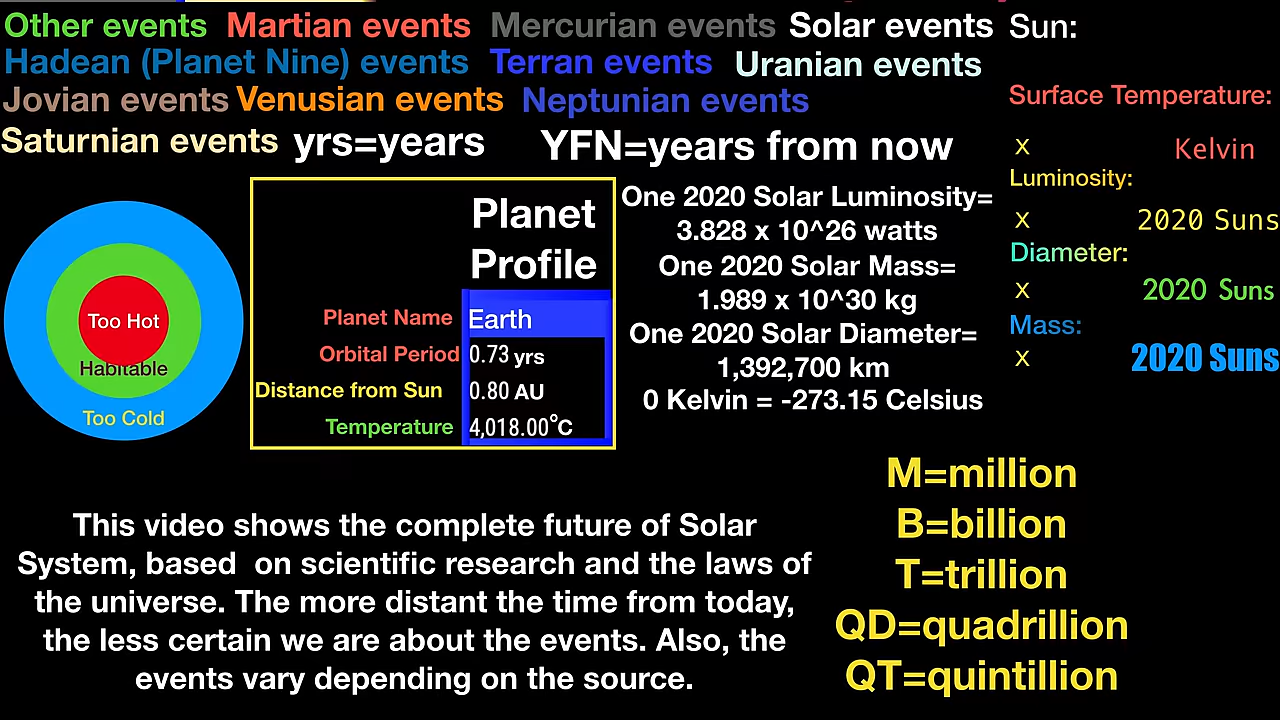 Other events Martian events Mercurian events Solar events Sun:
Hadean (Planet Nine) events Terran events Uranian events
Jovian events Venusian events Neptunian events
Surface Temperature:
Saturnian events yrs=years YFN=years from now
x Kelvin
Luminosity:
x 2020 Suns
Diameter:
x 2020 Suns
Mass:
x 2020 Suns
Too Hot
Habitable
Too Cold
Planet
Profile
Planet Name Earth
Orbital Period 0.73 yrs
Distance from Sun 0.80 AU
Temperature 4,018.00°C
One 2020 Solar Luminosity=
3.828 x 10^26 watts
One 2020 Solar Mass=
1.989 x 10^30 kg
One 2020 Solar Diameter=
1,392,700 km
0 Kelvin = -273.15 Celsius
M=million
B=billion
T=trillion
QD=quadrillion
QT=quintillion
This video shows the complete future of Solar
System, based on scientific research and the laws of
the universe. The more distant the time from today,
the less certain we are about the events. Also, the
events vary depending on the source.